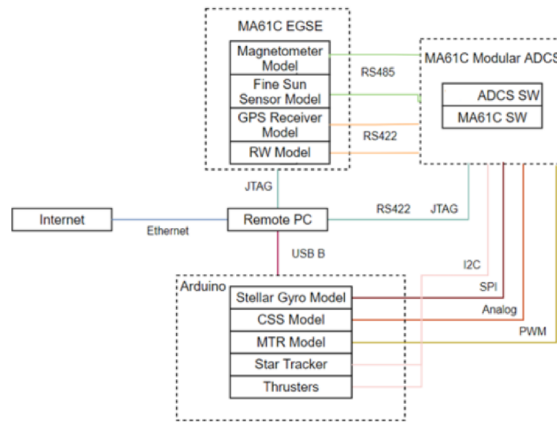 MA61C EGSE
Magnetometer
Model
Fine Sun
Sensor Model
GPS Receiver
Model
RW Model
RS485
RS422
MA61C Modular ADCS
ADCS SW
MA61C SW
JTAG
Internet
Ethernet
Remote PC
RS422
JTAG
USB B
I2C
SPI
Analog
PWM
Arduino
Stellar Gyro Model
CSS Model
MTR Model
Star Tracker
Thrusters